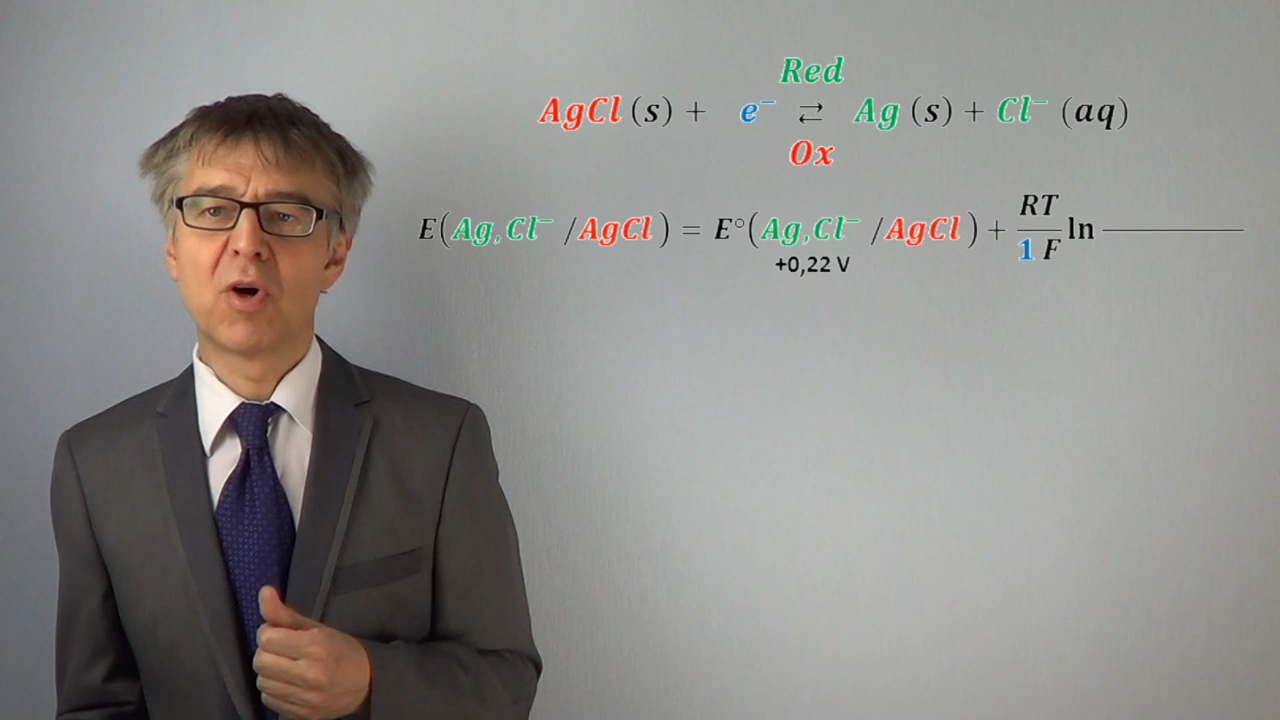 Red
AgCl (s) + e⁻ ⇄ Ag (s) + Cl⁻ (aq)
Ox
E(Ag, Cl⁻ /AgCl ) = E°(Ag,Cl⁻ /AgCl ) + RT/1 F ln
+0,22 V